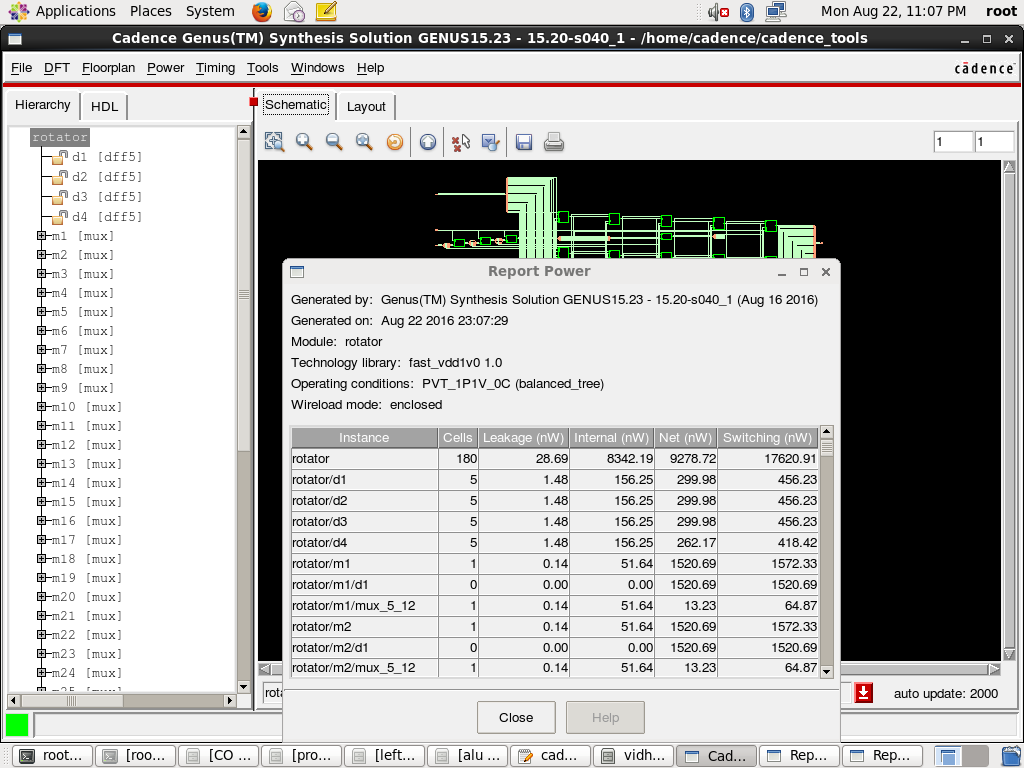 Applications Places System Mon Aug 22, 11:07 PM root
Cadence Genus(TM) Synthesis Solution GENUS15.23 - 15.20-s040_1 - /home/cadence/cadence_tools
File DFT Floorplan Power Timing Tools Windows Help cādence
Hierarchy HDL Schematic Layout
1 1
rotator
d1 [dff5]
d2 [dff5]
d3 [dff5]
d4 [dff5]
m1 [mux]
m2 [mux]
m3 [mux]
m4 [mux]
m5 [mux]
m6 [mux]
m7 [mux]
m8 [mux]
m9 [mux]
m10 [mux]
m11 [mux]
m12 [mux]
m13 [mux]
m14 [mux]
m15 [mux]
m16 [mux]
m17 [mux]
m18 [mux]
m19 [mux]
m20 [mux]
m21 [mux]
m22 [mux]
m23 [mux]
m24 [mux]
m25 [mux]
Report Power
Generated by: Genus(TM) Synthesis Solution GENUS15.23 - 15.20-s040_1 (Aug 16 2016)
Generated on: Aug 22 2016 23:07:29
Module: rotator
Technology library: fast_vdd1v0 1.0
Operating conditions: PVT_1P1V_0C (balanced_tree)
Wireload mode: enclosed
Instance Cells Leakage (nW) Internal (nW) Net (nW) Switching (nW)
rotator 180 28.69 8342.19 9278.72 17620.91
rotator/d1 5 1.48 156.25 299.98 456.23
rotator/d2 5 1.48 156.25 299.98 456.23
rotator/d3 5 1.48 156.25 299.98 456.23
rotator/d4 5 1.48 156.25 262.17 418.42
rotator/m1 1 0.14 51.64 1520.69 1572.33
rotator/m1/d1 0 0.00 0.00 1520.69 1520.69
rotator/m1/mux_5_12 1 0.14 51.64 13.23 64.87
rotator/m2 1 0.14 51.64 1520.69 1572.33
rotator/m2/d1 0 0.00 0.00 1520.69 1520.69
rotator/m2/mux_5_12 1 0.14 51.64 13.23 64.87
Close Help
rota auto update: 2000
root... [roo... [CO ... [pro... [left... [alu ... cad... vidh... Cad... Rep... Rep...